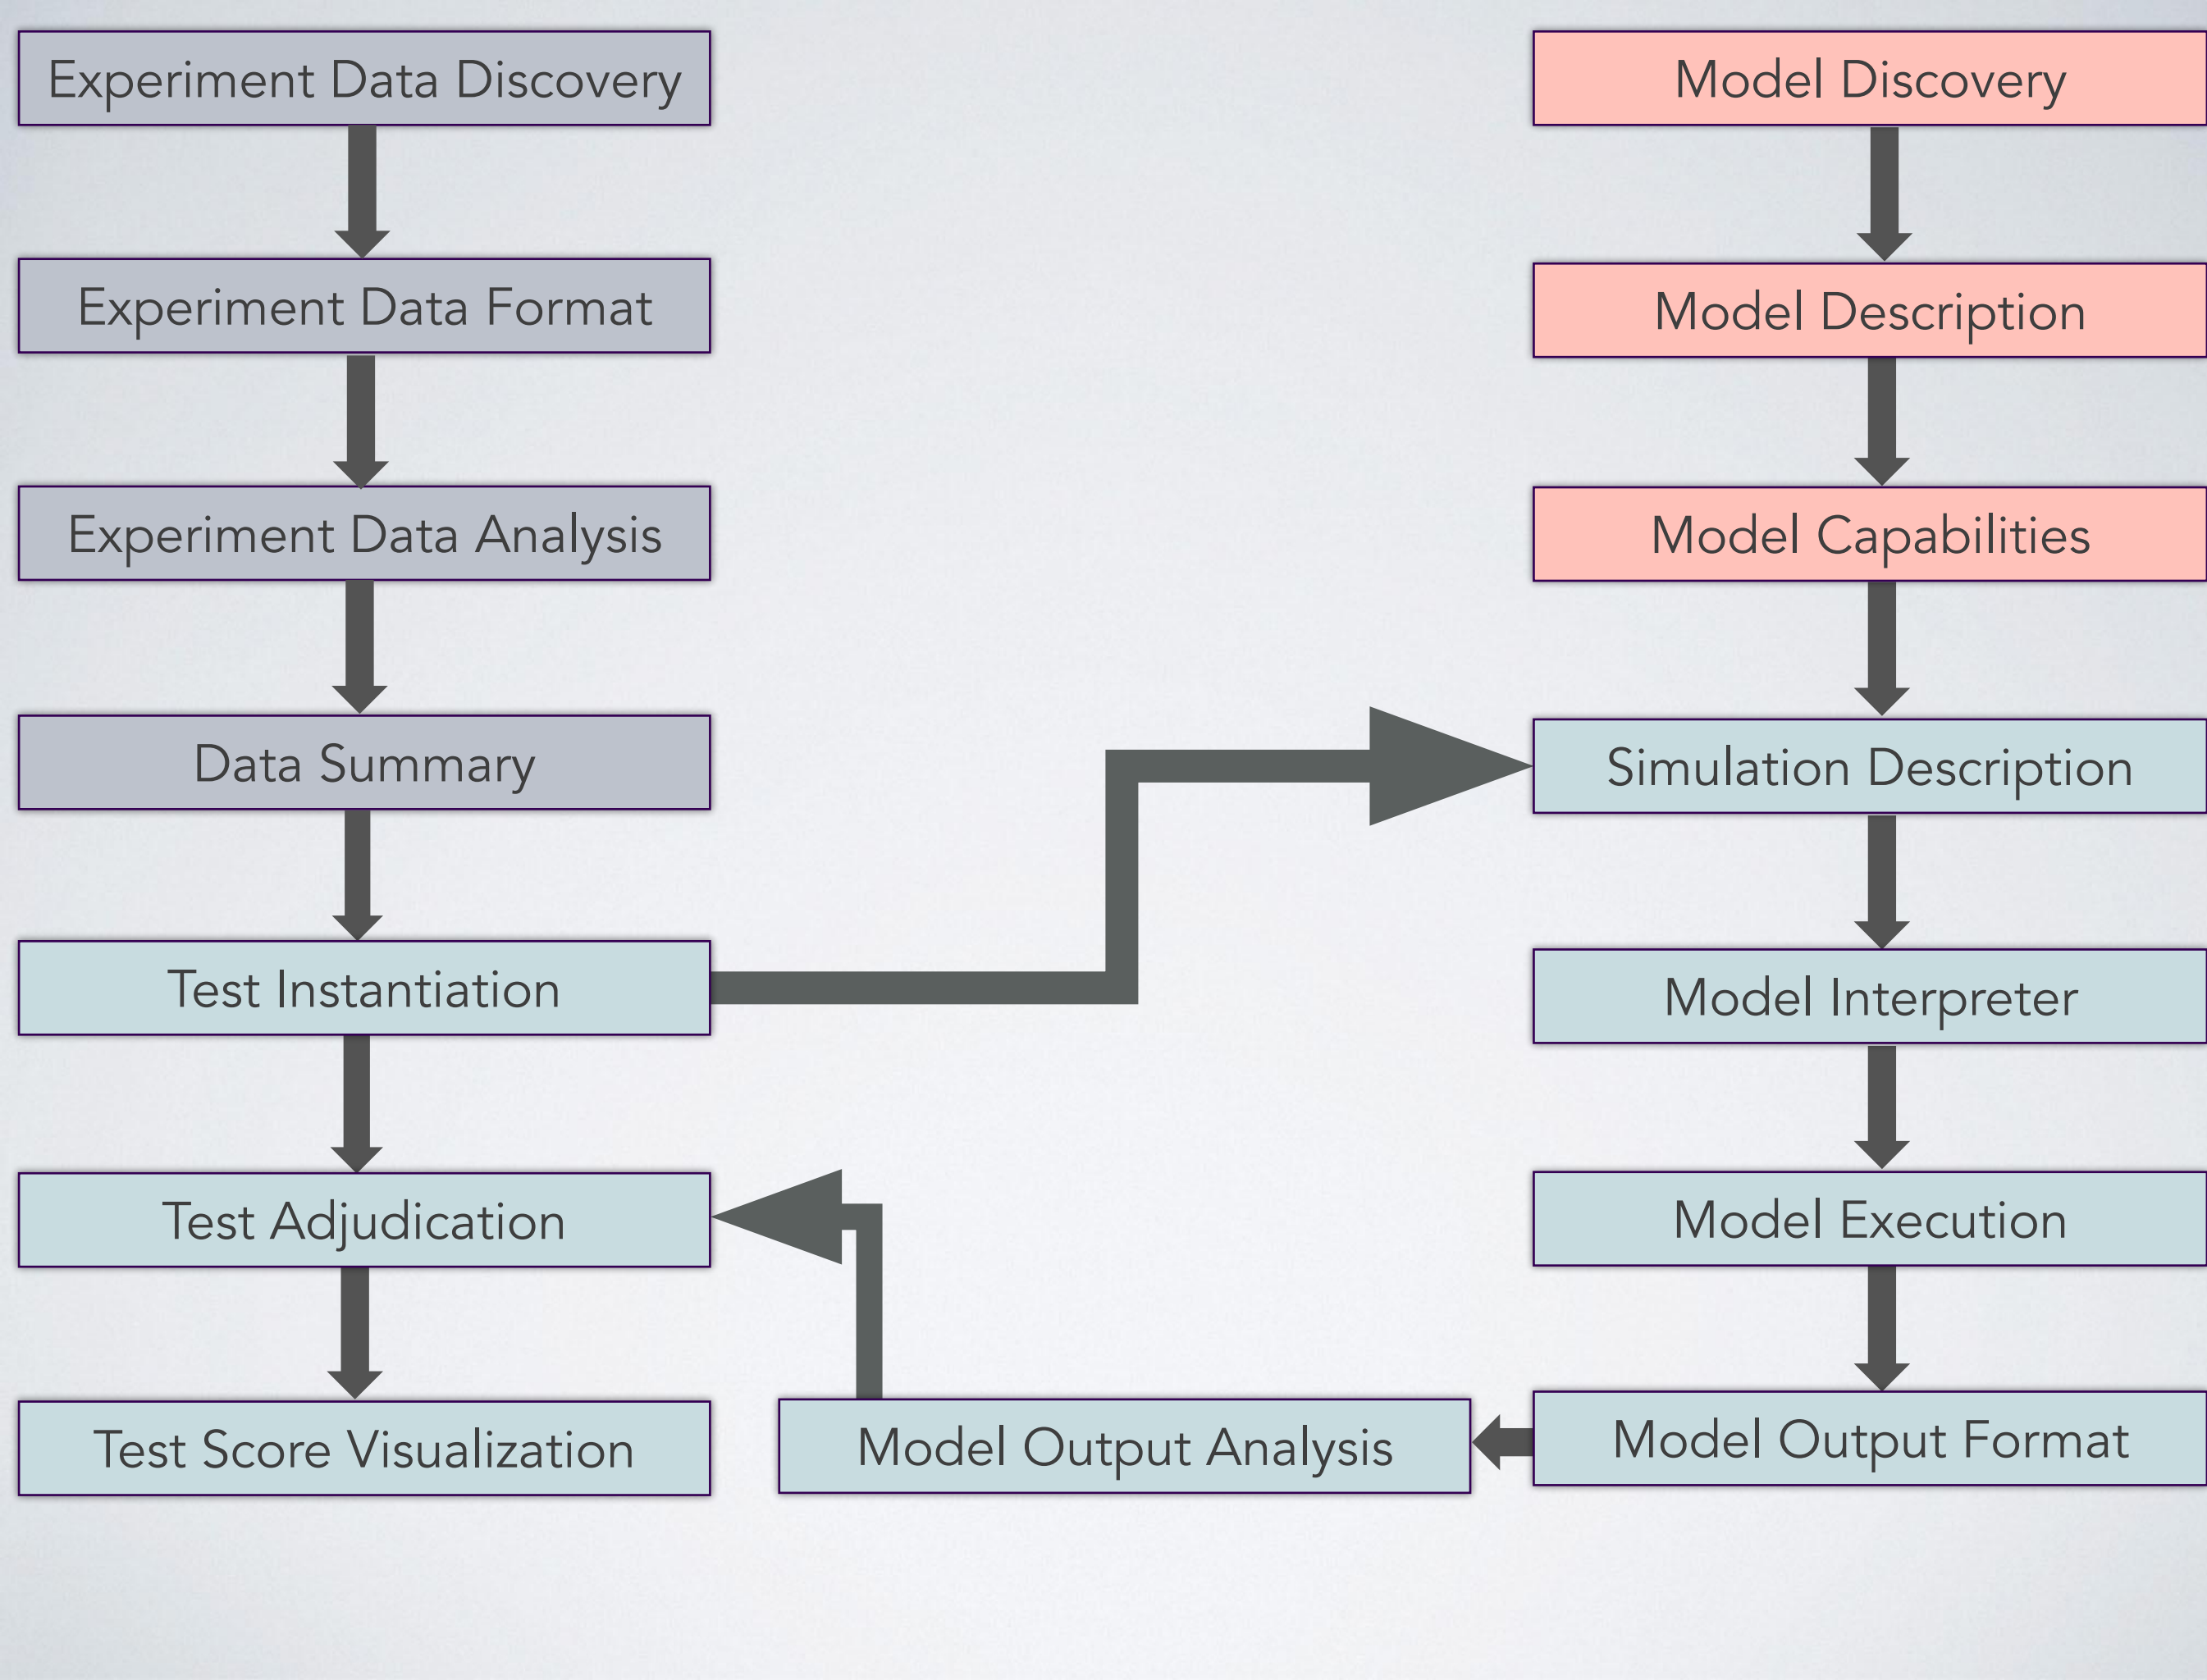 Experiment Data Discovery
Experiment Data Format
Experiment Data Analysis
Data Summary
Test Instantiation
Test Adjudication
Test Score Visualization
Model Discovery
Model Description
Model Capabilities
Simulation Description
Model Interpreter
Model Execution
Model Output Format
Model Output Analysis